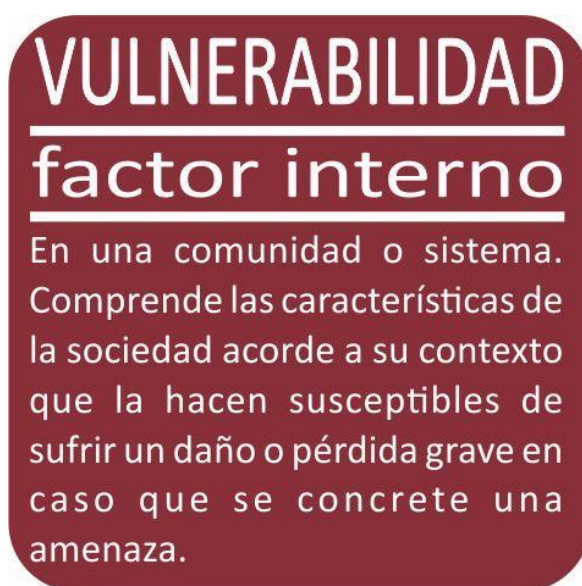 VULNERABILIDAD
factor interno
En una comunidad o sistema.
Comprende las características de
la sociedad acorde a su contexto
que la hacen susceptibles de
sufrir un daño o pérdida grave en
caso que se concrete una
amenaza.